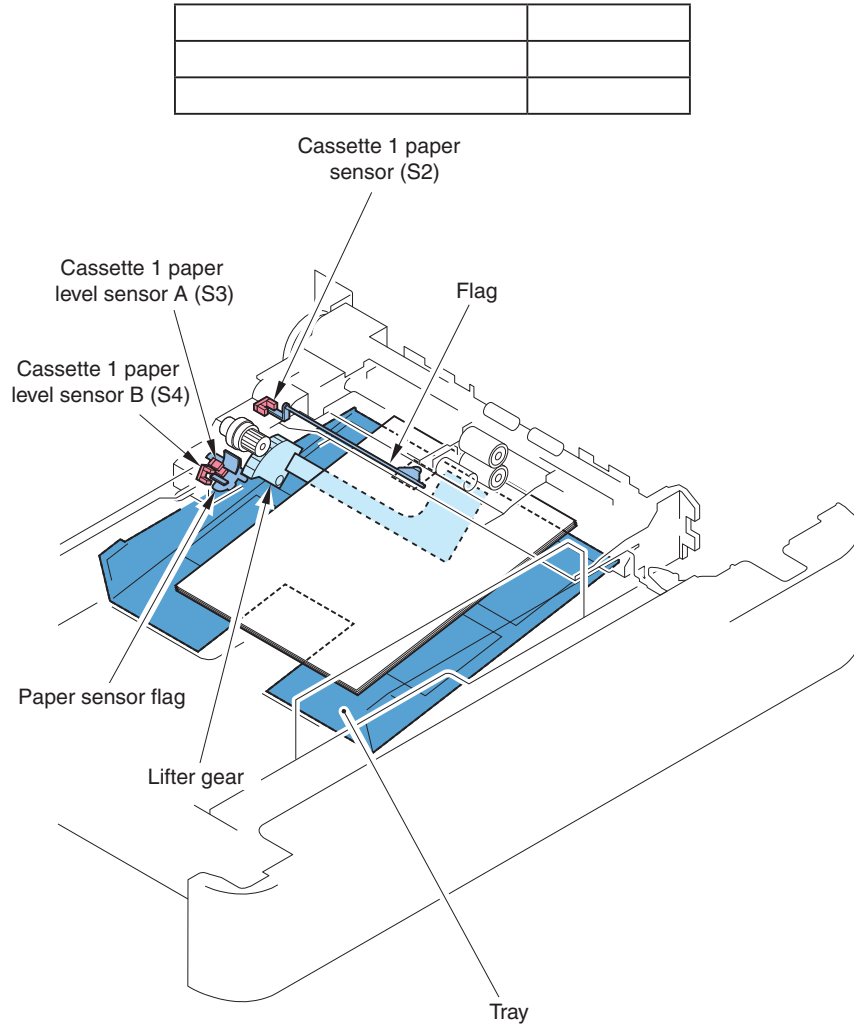 Cassette 1 paper
sensor (S2)
Cassette 1 paper
level sensor A (S3)
Flag
Cassette 1 paper
level sensor B (S4)
Paper sensor flag
Lifter gear
Tray